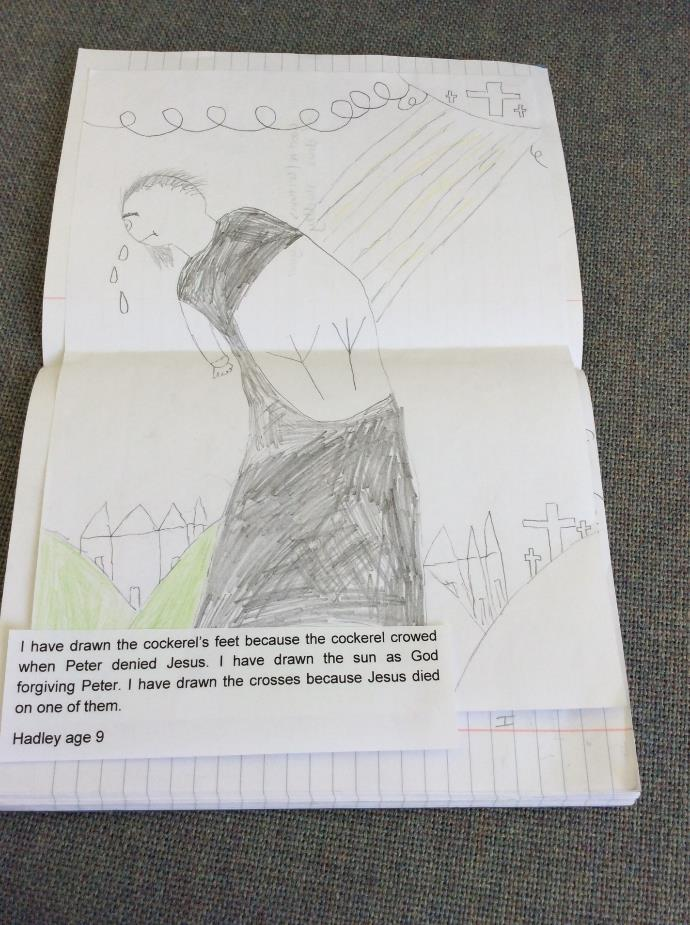 I have drawn the cockerel's feet because the cockerel crowed
when Peter denied Jesus. I have drawn the sun as God
forgiving Peter. I have drawn the crosses because Jesus died
on one of them.
Hadley age 9